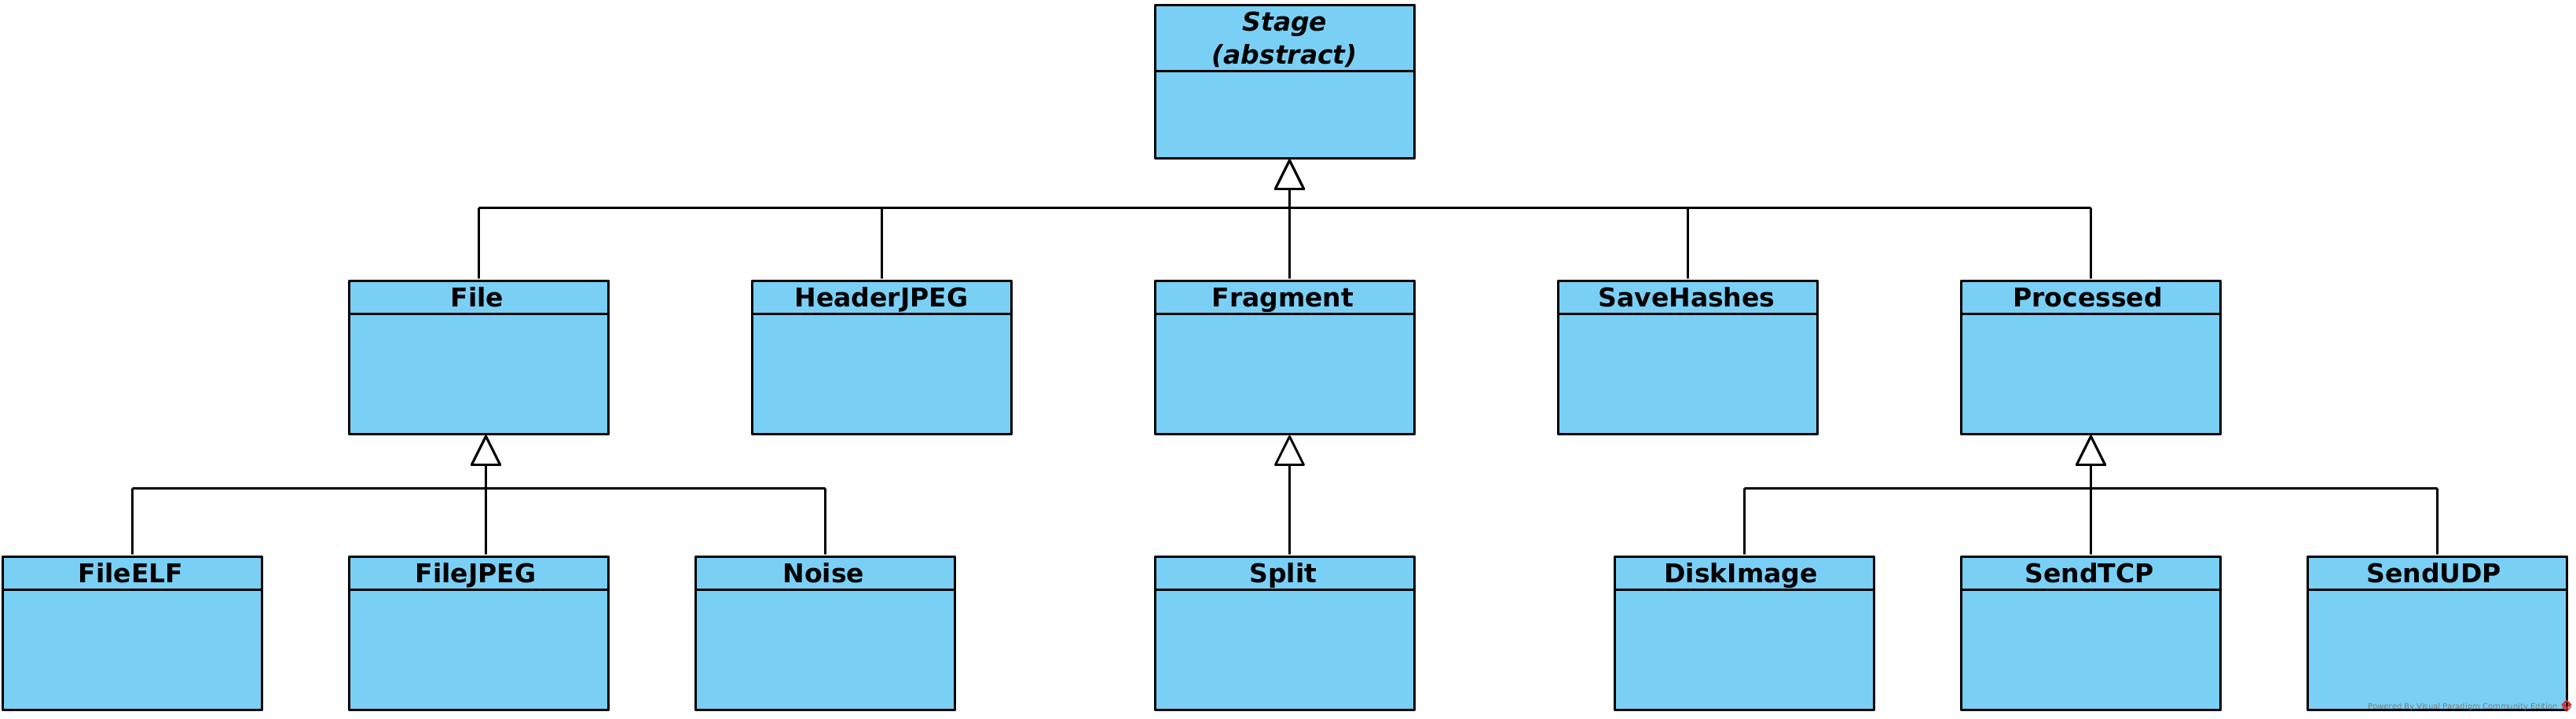 Stage
(abstract)
File
HeaderJPEG
Fragment
SaveHashes
Processed
FileELF
FileJPEG
Noise
Split
DiskImage
SendTCP
SendUDP
Powered By Visual Paradigm Community Edition